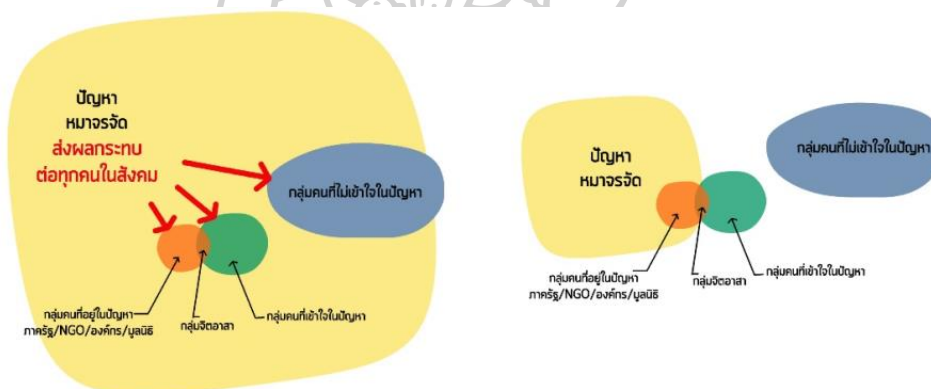 ปัญหา
หมาจรจัด
ส่งผลกระทบ
ต่อทุกคนในสังคม
กลุ่มคนที่ไม่เข้าใจในปัญหา
กลุ่มคนที่อยู่ในปัญหา
ภาครัฐ/NGO/องค์กร/มูลนิธิ
กลุ่มจิตอาสา
กลุ่มคนที่เข้าใจในปัญหา
ปัญหา
หมาจรจัด
กลุ่มคนที่ไม่เข้าใจในปัญหา
กลุ่มคนที่อยู่ในปัญหา
ภาครัฐ/NGO/องค์กร/มูลนิธิ
กลุ่มจิตอาสา
กลุ่มคนที่เข้าใจในปัญหา